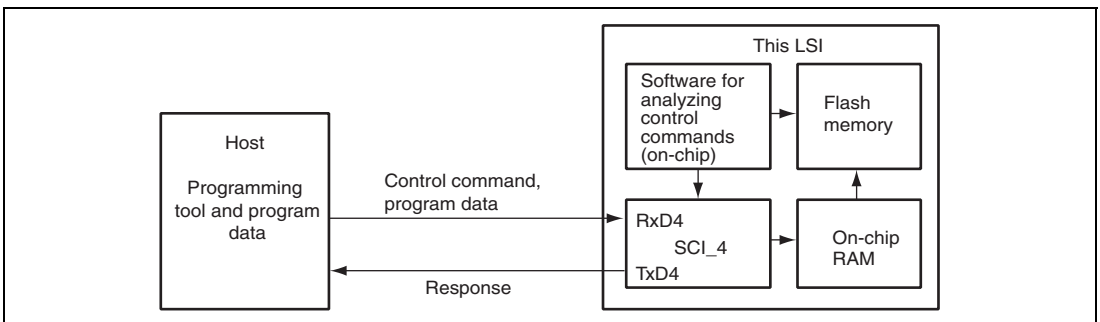 This LSI
Software for
analyzing
control
commands
(on-chip)
Flash
memory
Host
Programming
tool and program
data
Control command,
program data
RxD4
SCI_4
TxD4
On-chip
RAM
Response